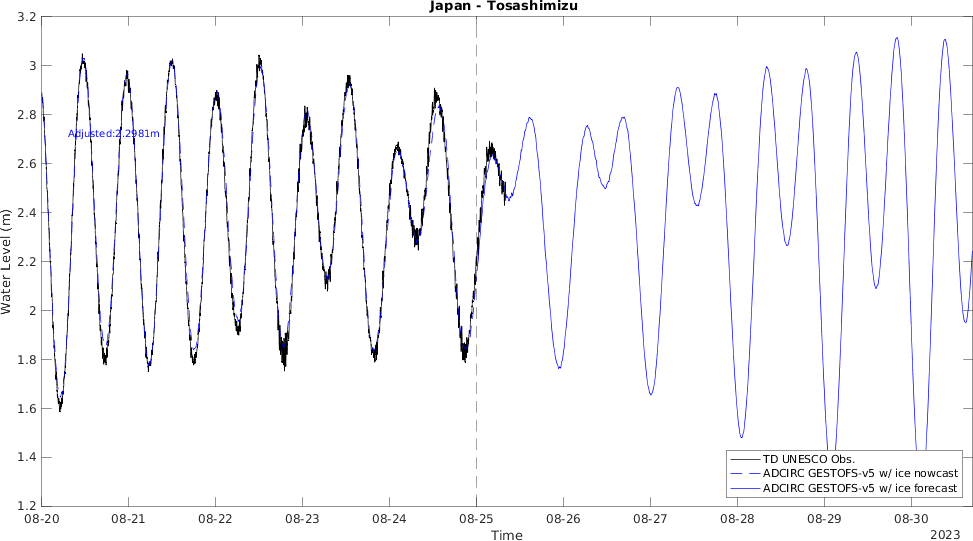 Japan - Tosashimizu
3.2
3
2.8
2.6
2.4
2.2
2
1.8
1.6
1.4
1.2
Water Level (m)
Adjusted:2.2981m
TD UNESCO Obs.
ADCIRC GESTOFS-v5 w/ ice nowcast
ADCIRC GESTOFS-v5 w/ ice forecast
08-20 08-21 08-22 08-23 08-24 08-25 08-26 08-27 08-28 08-29 08-30
Time
2023